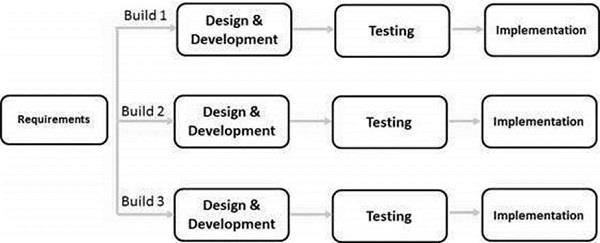 Build 1
Design &
Development
Testing
Implementation
Requirements
Build 2
Design &
Development
Testing
Implementation
Build 3
Design &
Development
Testing
Implementation